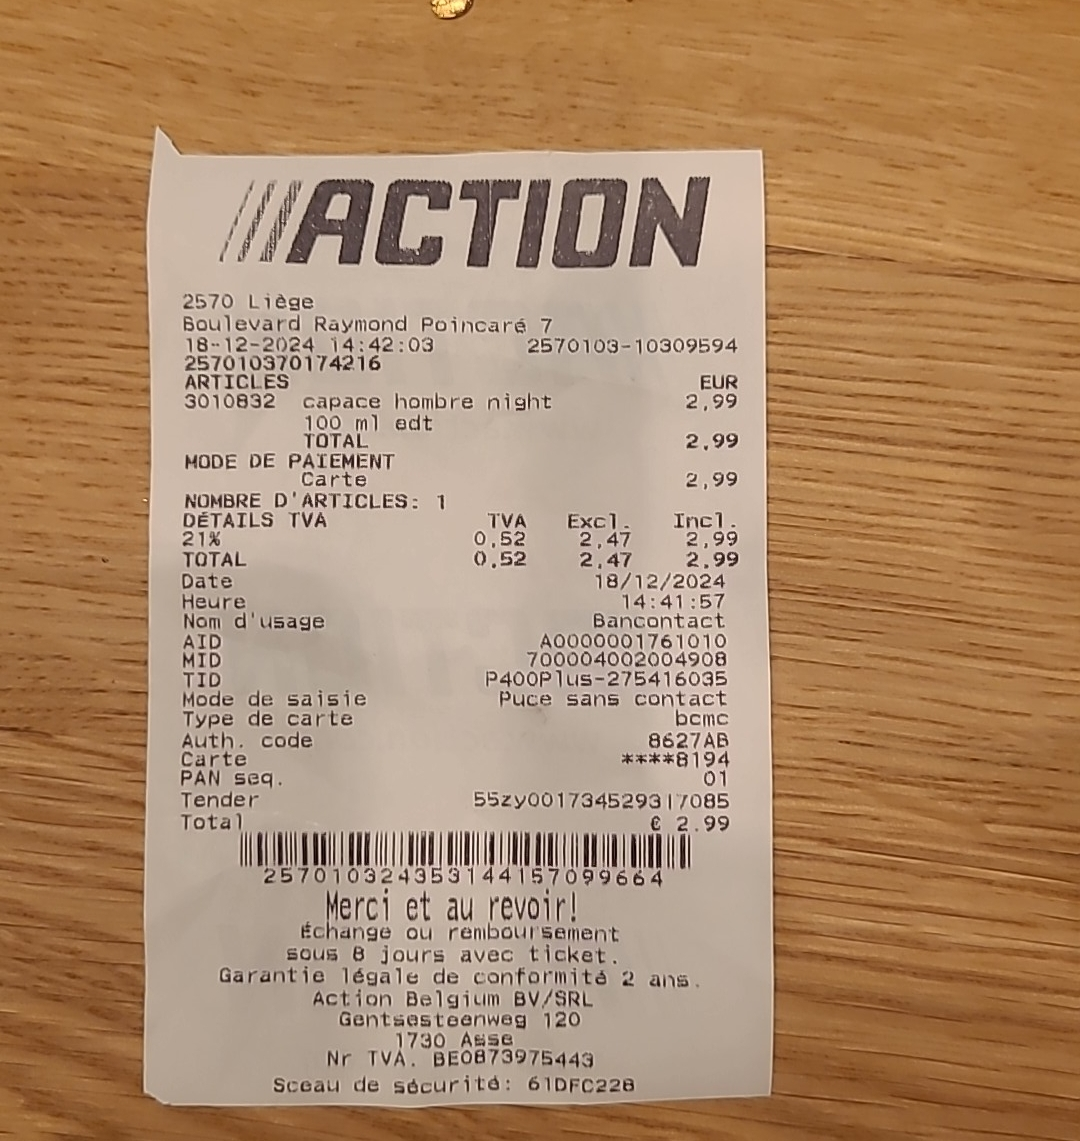 ACTION
2570 Liège
Boulevard Raymond Poincaré 7
18-12-2024 14:42:03 2570103-10309594
257010370174216
ARTICLES EUR
3010832 capace hombre night 2,99
100 ml edt
TOTAL 2,99
MODE DE PAIEMENT
Carte 2,99
NOMBRE D'ARTICLES: 1
DÉTAILS TVA TVA Excl. Incl.
21% 0,52 2,47 2,99
TOTAL 0,52 2,47 2,99
Date 18/12/2024
Heure 14:41:57
Nom d'usage Bancontact
AID A0000001761010
MID 700004002004908
TID P400Plus-275416035
Mode de saisie Puce sans contact
Type de carte bcmc
Auth. code 8627AB
Carte ****8194
PAN seq. 01
Tender 55zy001734529317085
Total € 2.99
2570103243531441570099664
Merci et au revoir!
Échange ou remboursement
sous 8 jours avec ticket.
Garantie légale de conformité 2 ans.
Action Belgium BV/SRL
Gentsesteenweg 120
1730 Asse
Nr TVA. BE0873975443
Sceau de sécurité: 61DFC228